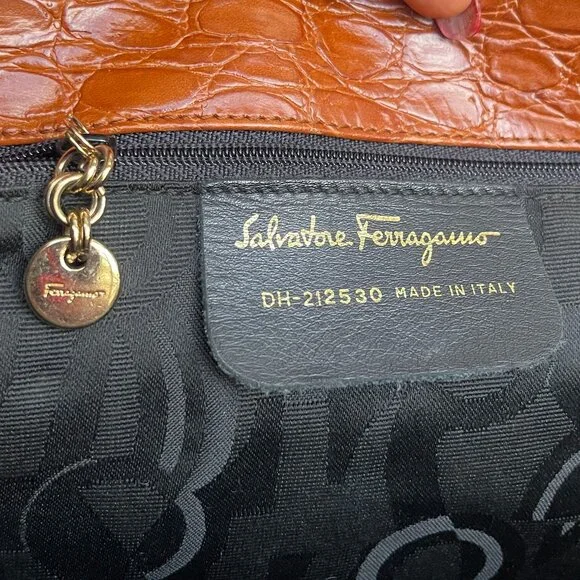 Salvatore Ferragamo
DH-212530 MADE IN ITALY
Ferragamo